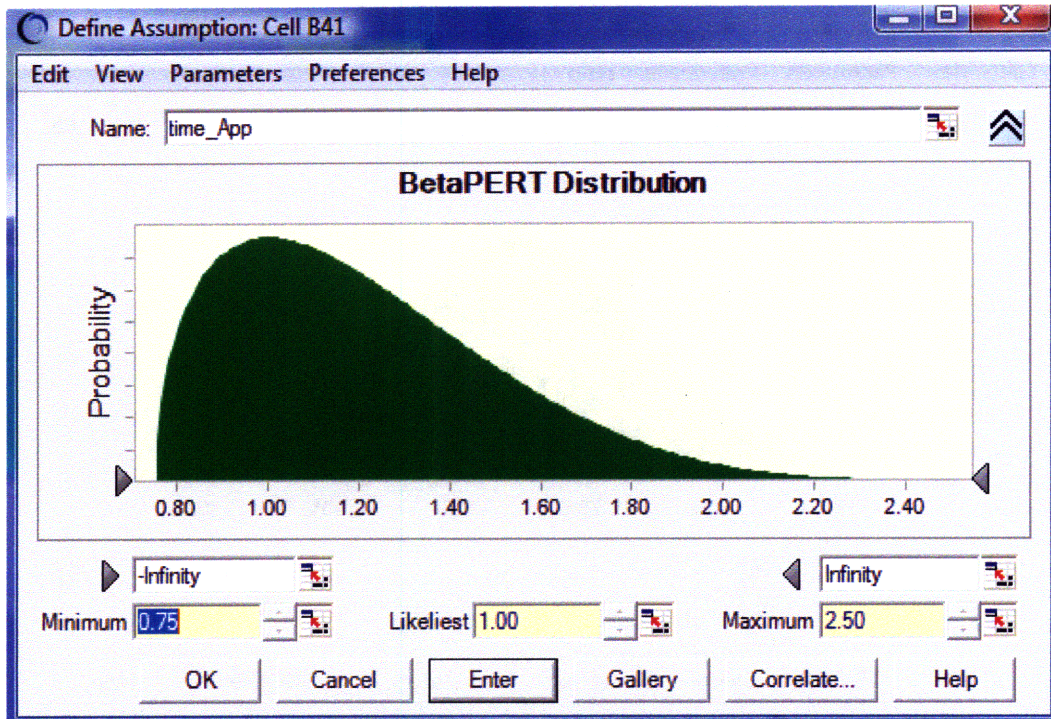 Define Assumption: Cell B41
Edit View Parameters Preferences Help
Name: time_App
BetaPERT Distribution
Probability
0.80 1.00 1.20 1.40 1.60 1.80 2.00 2.20 2.40
-Infinity Infinity
Minimum 0.75 Likeliest 1.00 Maximum 2.50
OK Cancel Enter Gallery Correlate... Help